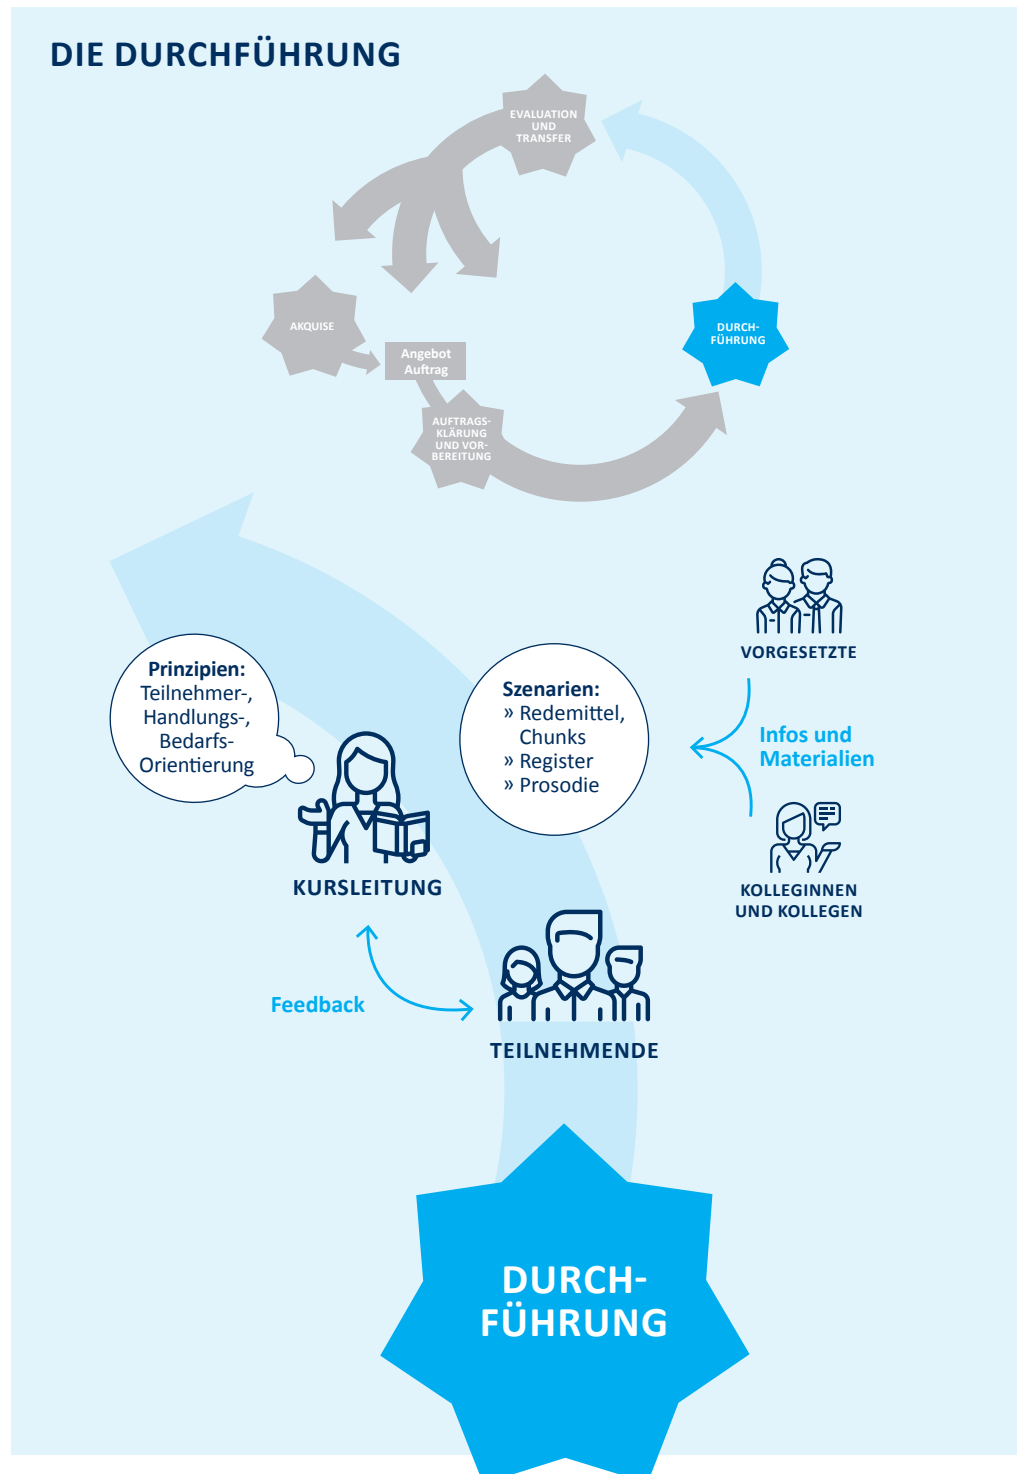 DIE DURCHFÜHRUNG
EVALUATION
UND
TRANSFER
AKQUISE
Angebot
Auftrag
DURCH-
FÜHRUNG
AUFTRAGS-
KLÄRUNG
UND VOR-
BEREITUNG
VORGESETZTE
Prinzipien:
Teilnehmer-,
Handlungs-,
Bedarfs-
Orientierung
Szenarien:
» Redemittel,
Chunks
» Register
» Prosodie
Infos und
Materialien
KURSLEITUNG
KOLLEGINNEN
UND KOLLEGEN
Feedback
TEILNEHMENDE
DURCH-
FÜHRUNG